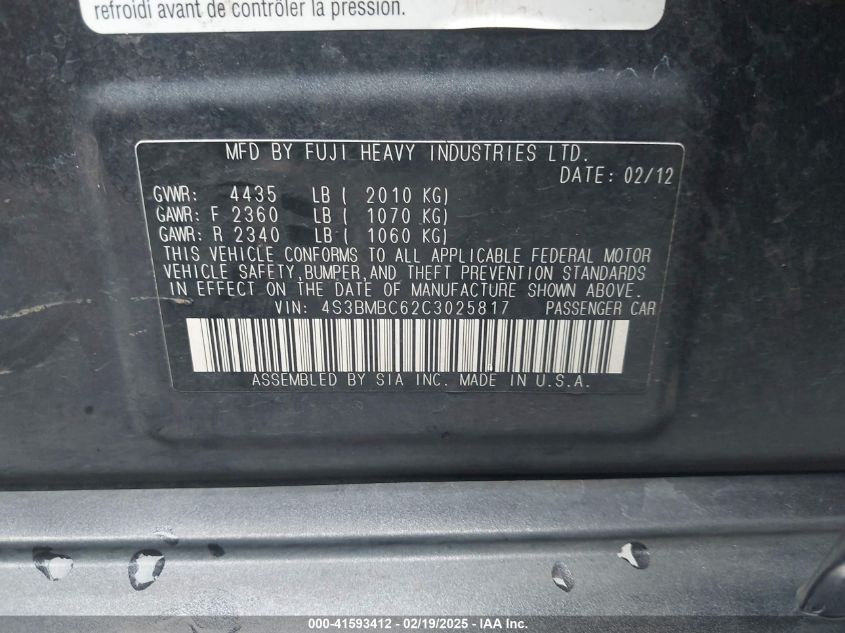 refroidi avant de contrôler la pression.
MFD BY FUJI HEAVY INDUSTRIES LTD.
DATE: 02/12
GVWR: 4435 LB ( 2010 KG)
GAWR: F 2360 LB ( 1070 KG)
GAWR: R 2340 LB ( 1060 KG)
THIS VEHICLE CONFORMS TO ALL APPLICABLE FEDERAL MOTOR
VEHICLE SAFETY, BUMPER, AND THEFT PREVENTION STANDARDS
IN EFFECT ON THE DATE OF MANUFACTURE SHOWN ABOVE.
VIN: 4S3BMBC62C3025817 PASSENGER CAR
ASSEMBLED BY SIA INC. MADE IN U.S.A.
000-41593412 - 02/19/2025 - IAA Inc.